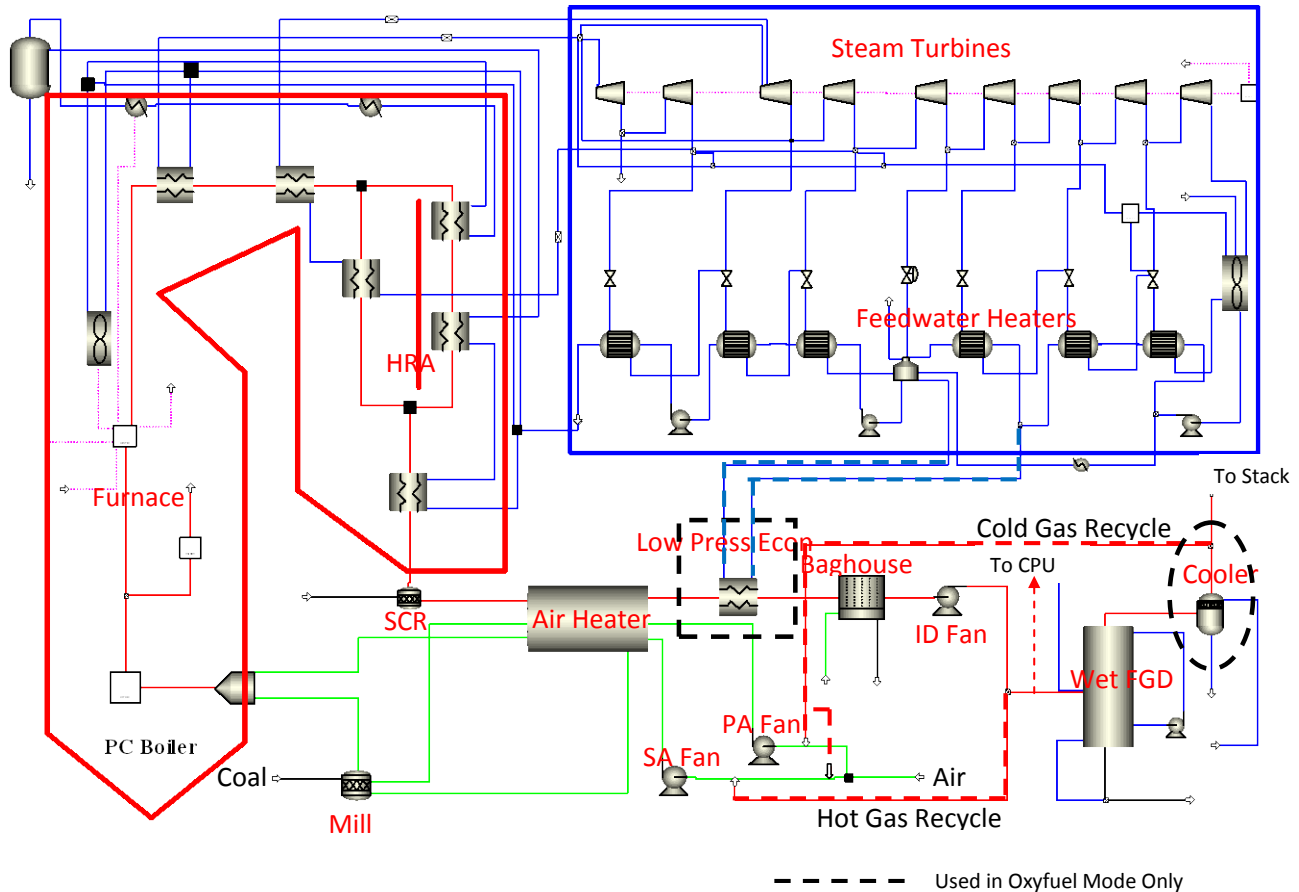 Steam Turbines
HRA
Feedwater Heaters
Furnace
To Stack
Low Press Econ
Cold Gas Recycle
Baghouse
To CPU
Cooler
SCR
Air Heater
ID Fan
Wet FGD
PA Fan
PC Boiler
SA Fan
Coal
Air
Mill
Hot Gas Recycle
Used in Oxyfuel Mode Only